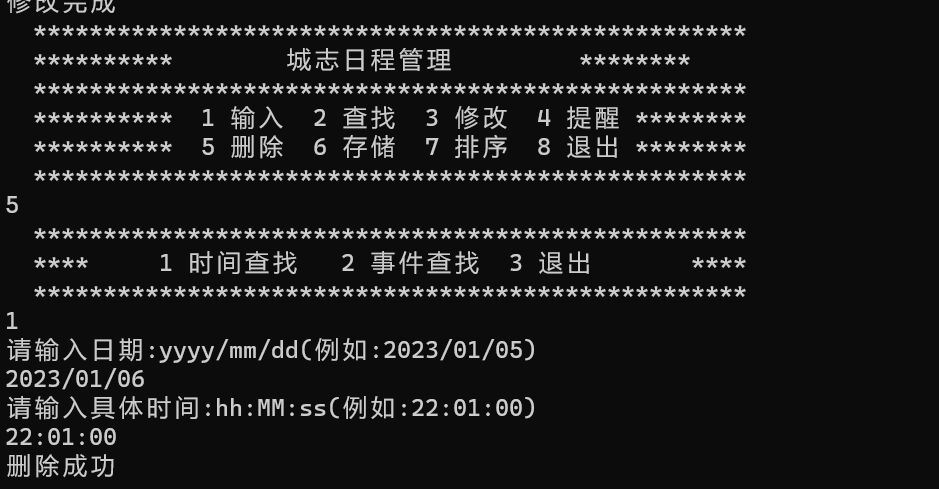 修改完成
***************************************************
********** 城志日程管理 ********
***************************************************
********** 1 输入 2 查找 3 修改 4 提醒 ********
********** 5 删除 6 存储 7 排序 8 退出 ********
***************************************************
5
***************************************************
**** 1 时间查找 2 事件查找 3 退出 ****
***************************************************
1
请输入日期:yyyy/mm/dd(例如:2023/01/05)
2023/01/06
请输入具体时间:hh:MM:ss(例如:22:01:00)
22:01:00
删除成功